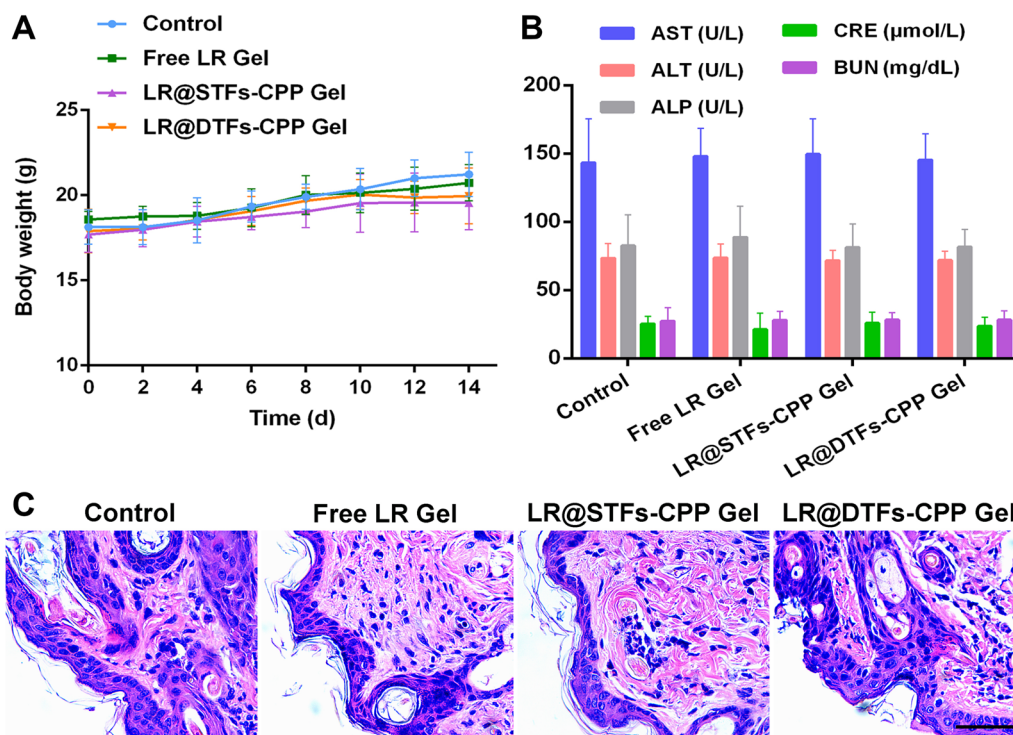 A
Control
Free LR Gel
LR@STFs-CPP Gel
LR@DTFs-CPP Gel
25
20
15
10
Body weight (g)
0 2 4 6 8 10 12 14
Time (d)
B
AST (U/L)
ALT (U/L)
ALP (U/L)
CRE (μmol/L)
BUN (mg/dL)
200
150
100
50
0
Control
Free LR Gel
LR@STFs-CPP Gel
LR@DTFs-CPP Gel
C
Control
Free LR Gel
LR@STFs-CPP Gel
LR@DTFs-CPP Gel